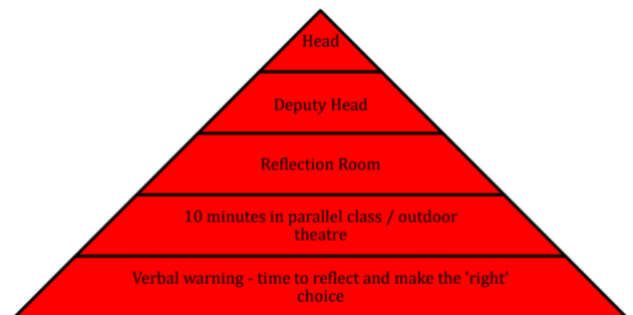 Head
Deputy Head
Reflection Room
10 minutes in parallel class / outdoor
theatre
Verbal warning - time to reflect and make the 'right'
choice